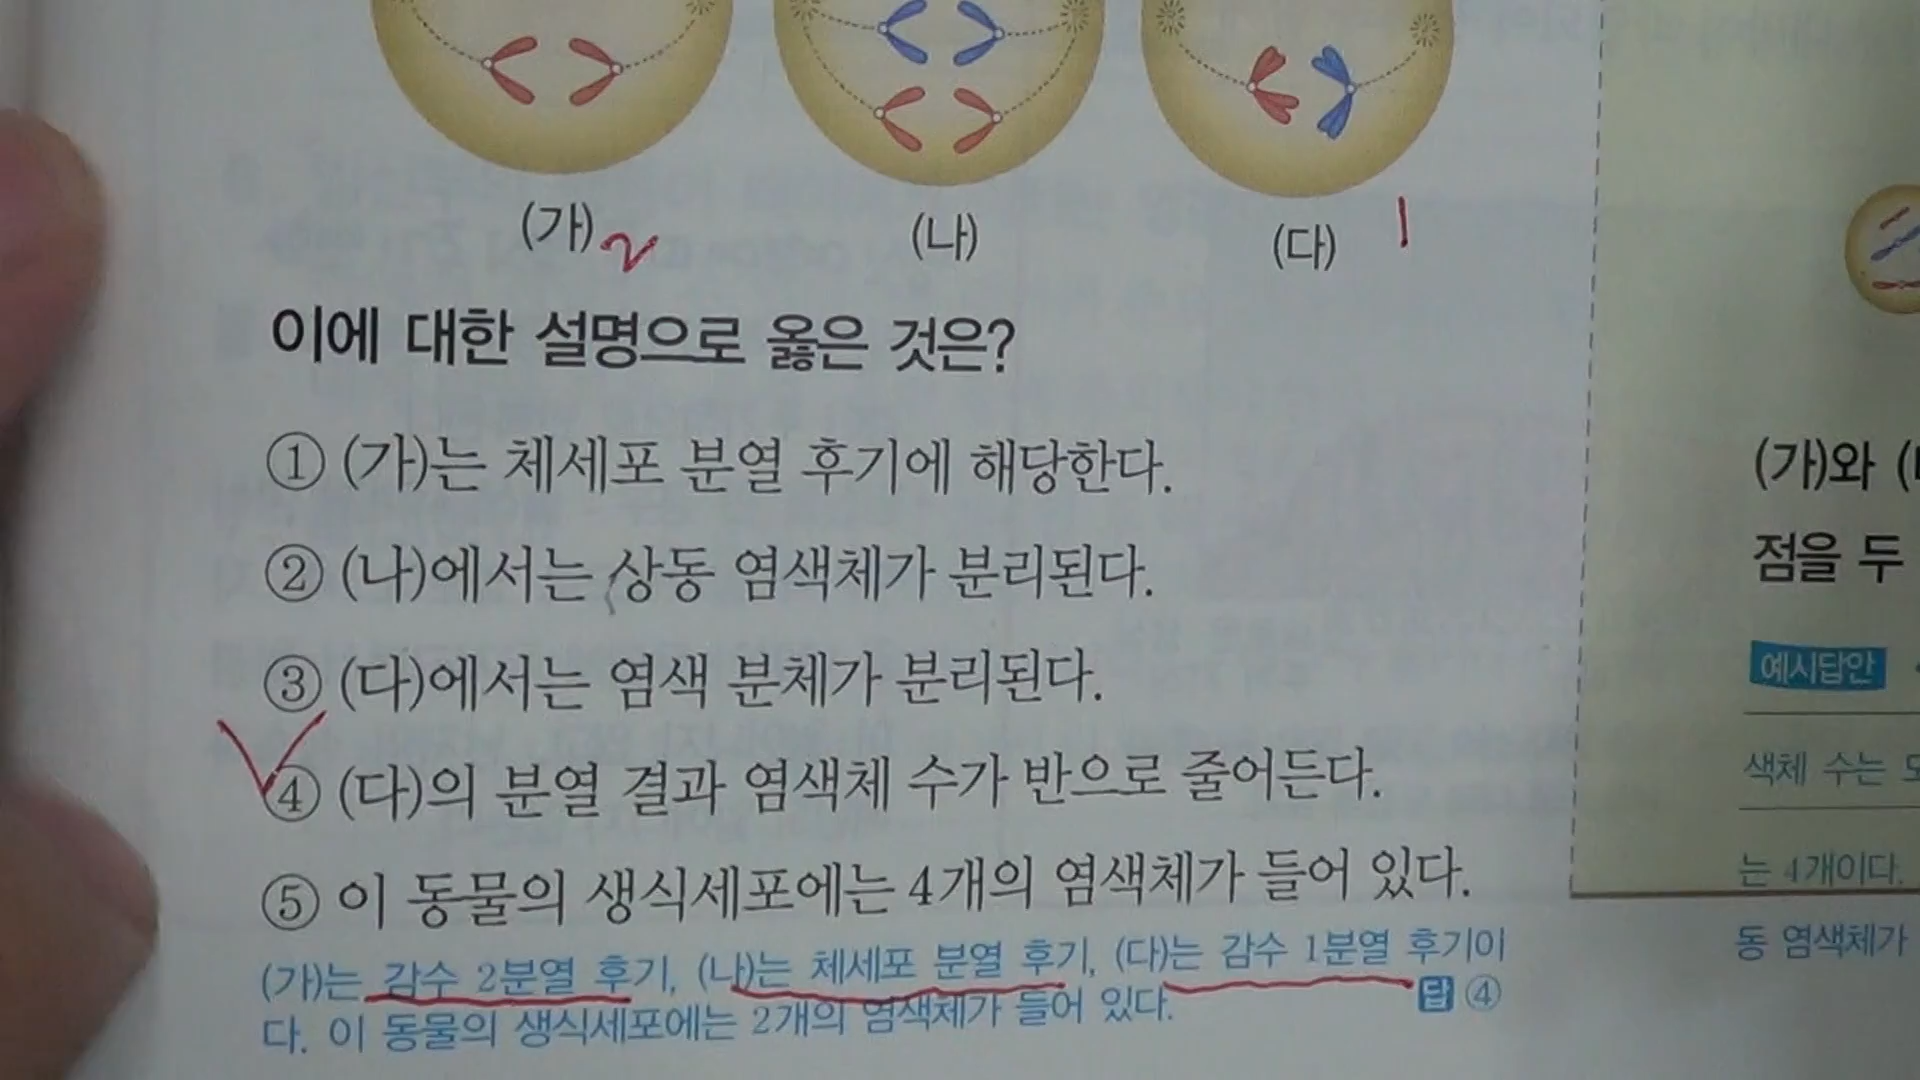 (가) 2
(나)
(다) 1
이에 대한 설명으로 옳은 것은?
① (가)는 체세포 분열 후기에 해당한다.
② (나)에서는 상동 염색체가 분리된다.
③ (다)에서는 염색 분체가 분리된다.
④ (다)의 분열 결과 염색체 수가 반으로 줄어든다.
⑤ 이 동물의 생식세포에는 4개의 염색체가 들어 있다.
(가)는 감수 2분열 후기, (나)는 체세포 분열 후기, (다)는 감수 1분열 후기이
다. 이 동물의 생식세포에는 2개의 염색체가 들어 있다.
답 ④
(가)와
점을 두
예시답안
색체 수는
는 4개이다.
동 염색체가